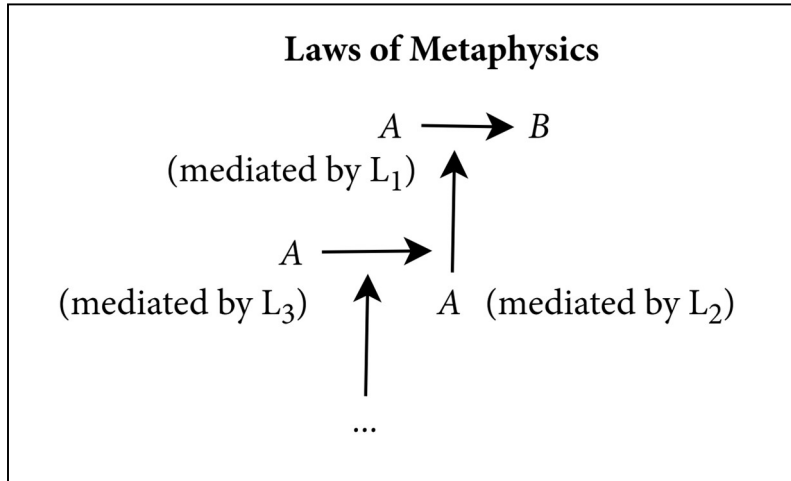 Laws of Metaphysics
A B
(mediated by L₁)
A
(mediated by L₃) A (mediated by L₂)
...